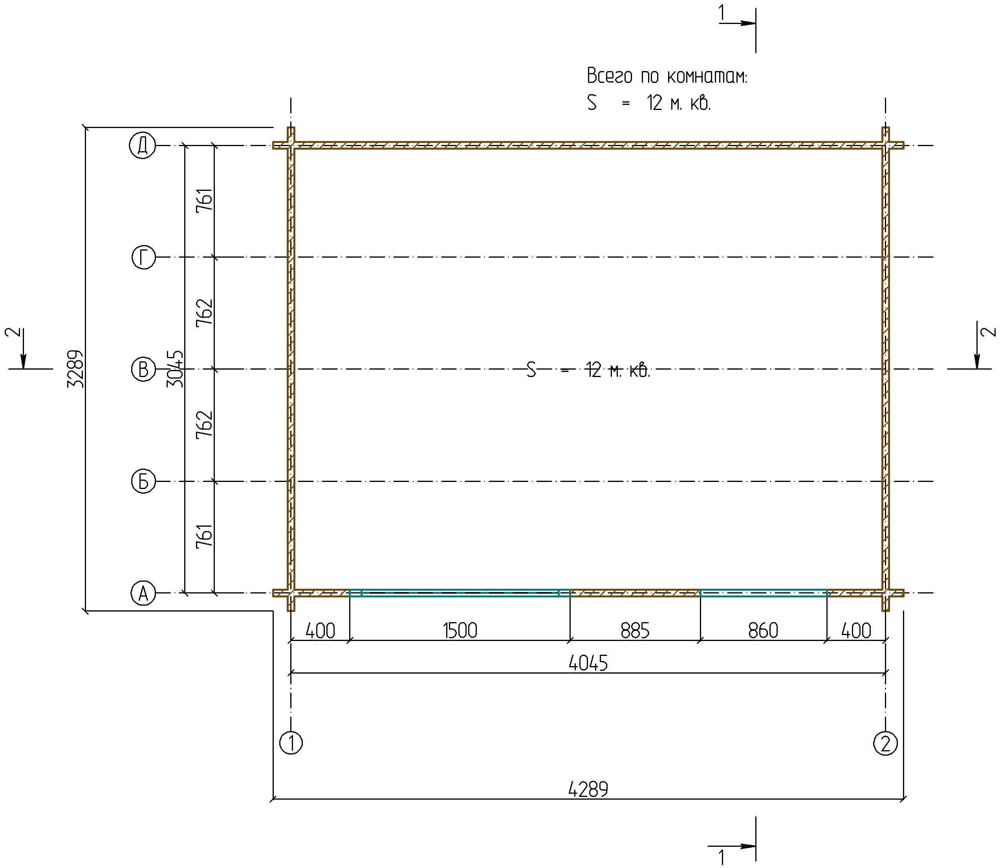 1
Всего по комнатам:
S = 12 м. кв.
Д
761
Г
762
2
2
3289
3045
В
S = 12 м. кв.
762
Б
761
А
400
1500
885
860
400
4045
1
2
4289
1